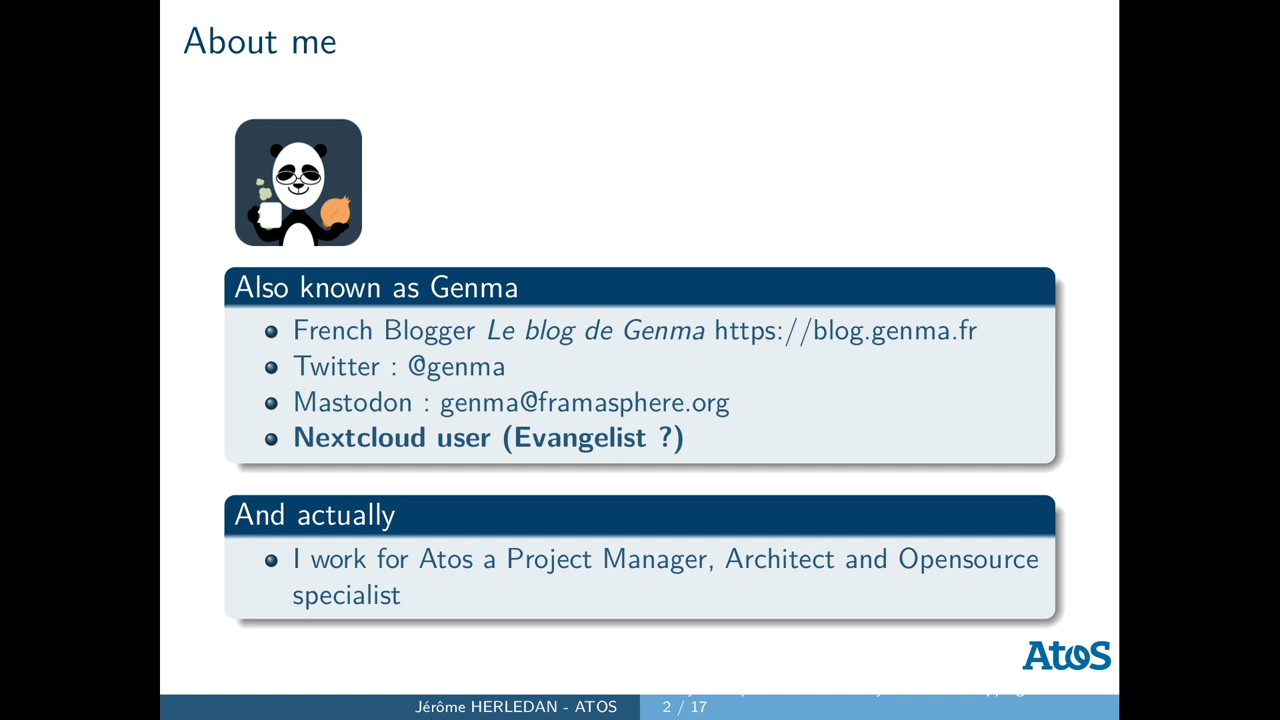 About me
Also known as Genma
French Blogger Le blog de Genma https://blog.genma.fr
Twitter : @genma
Mastodon : genma@framasphere.org
Nextcloud user (Evangelist ?)
And actually
I work for Atos a Project Manager, Architect and Opensource
specialist
Atos
Jérôme HERLEDAN - ATOS
2 / 17